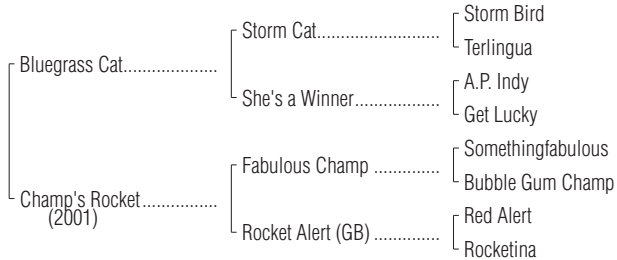 Storm Bird
Storm Cat..........................
Terlingua
Bluegrass Cat....................
A.P. Indy
She's a Winner..................
Get Lucky
Somethingfabulous
Fabulous Champ ..............
Bubble Gum Champ
Champ's Rocket................
(2001)
Red Alert
Rocket Alert (GB) ..............
Rocketina